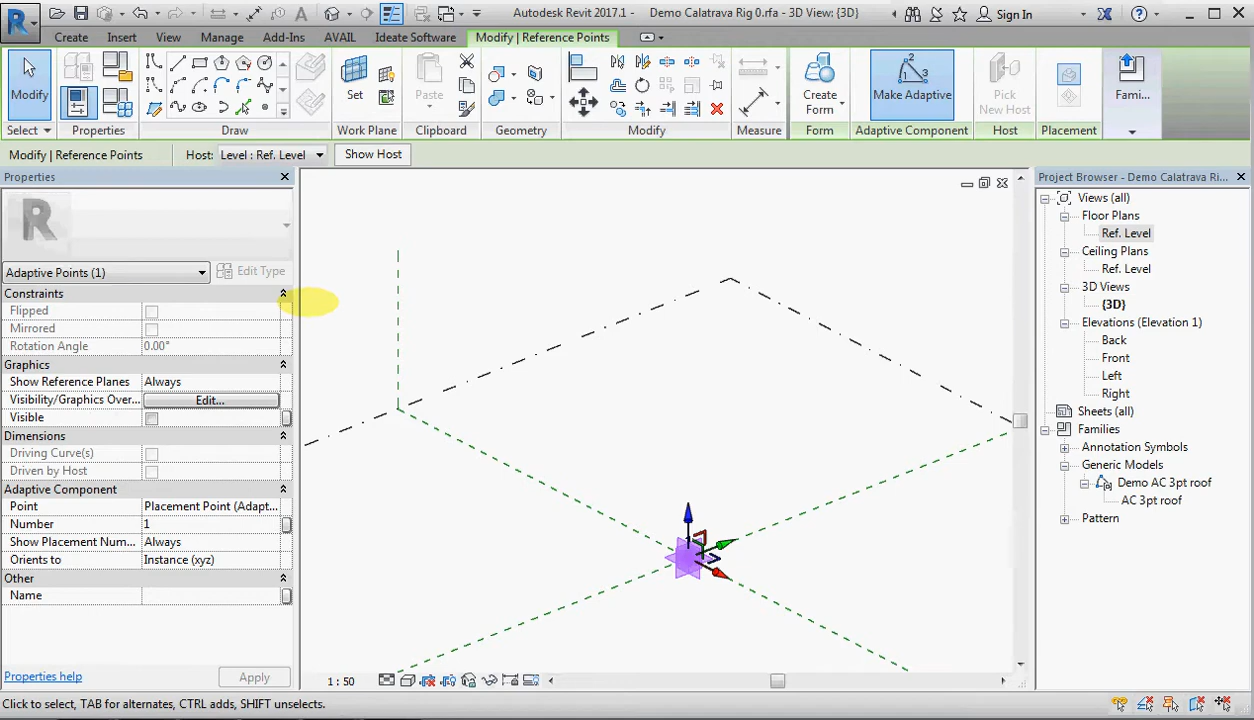 Autodesk Revit 2017.1 - Demo Calatrava Rig 0.rfa - 3D View: {3D}
Sign In
Create Insert View Manage Add-Ins AVAIL Ideate Software Modify | Reference Points
Modify Set Paste Create Form Make Adaptive Pick New Host Fami...
Select Properties Draw Work Plane Clipboard Geometry Modify Measure Form Adaptive Component Host Placement
Modify | Reference Points Host: Level : Ref. Level Show Host
Properties
Adaptive Points (1) Edit Type
Constraints
Flipped
Mirrored
Rotation Angle 0.00°
Graphics
Show Reference Planes Always
Visibility/Graphics Over... Edit...
Visible
Dimensions
Driving Curve(s)
Driven by Host
Adaptive Component
Point Placement Point (Adapt...
Number 1
Show Placement Num... Always
Orients to Instance (xyz)
Other
Name
Properties help Apply
1 : 50
Project Browser - Demo Calatrava Ri...
Views (all)
Floor Plans
Ref. Level
Ceiling Plans
Ref. Level
3D Views
{3D}
Elevations (Elevation 1)
Back
Front
Left
Right
Sheets (all)
Families
Annotation Symbols
Generic Models
Demo AC 3pt roof
AC 3pt roof
Pattern
Click to select, TAB for alternates, CTRL adds, SHIFT unselects.